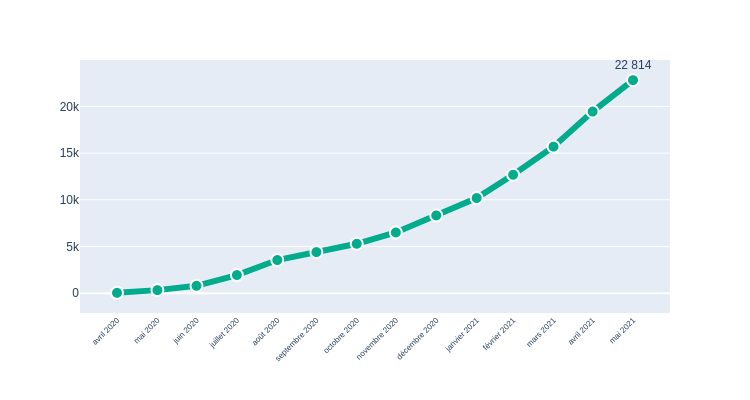 22 814
20k
15k
10k
5k
0
avril 2020
mai 2020
juin 2020
juillet 2020
août 2020
septembre 2020
octobre 2020
novembre 2020
décembre 2020
janvier 2021
février 2021
mars 2021
avril 2021
mai 2021